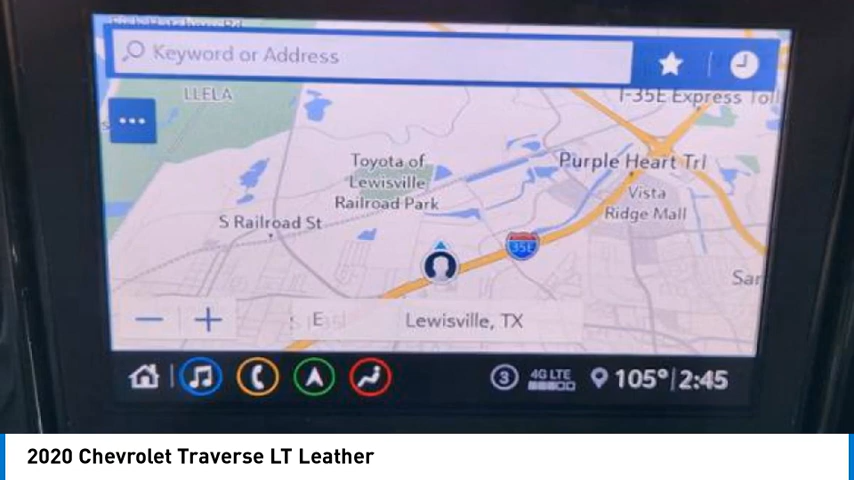 Keyword or Address
LLELA
I-35E Express Toll
Toyota of
Lewisville
Railroad Park
Purple Heart Trl
Vista
Ridge Mall
S Railroad St
35E
San
E
Lewisville, TX
3
4G LTE
105° 2:45
2020 Chevrolet Traverse LT Leather